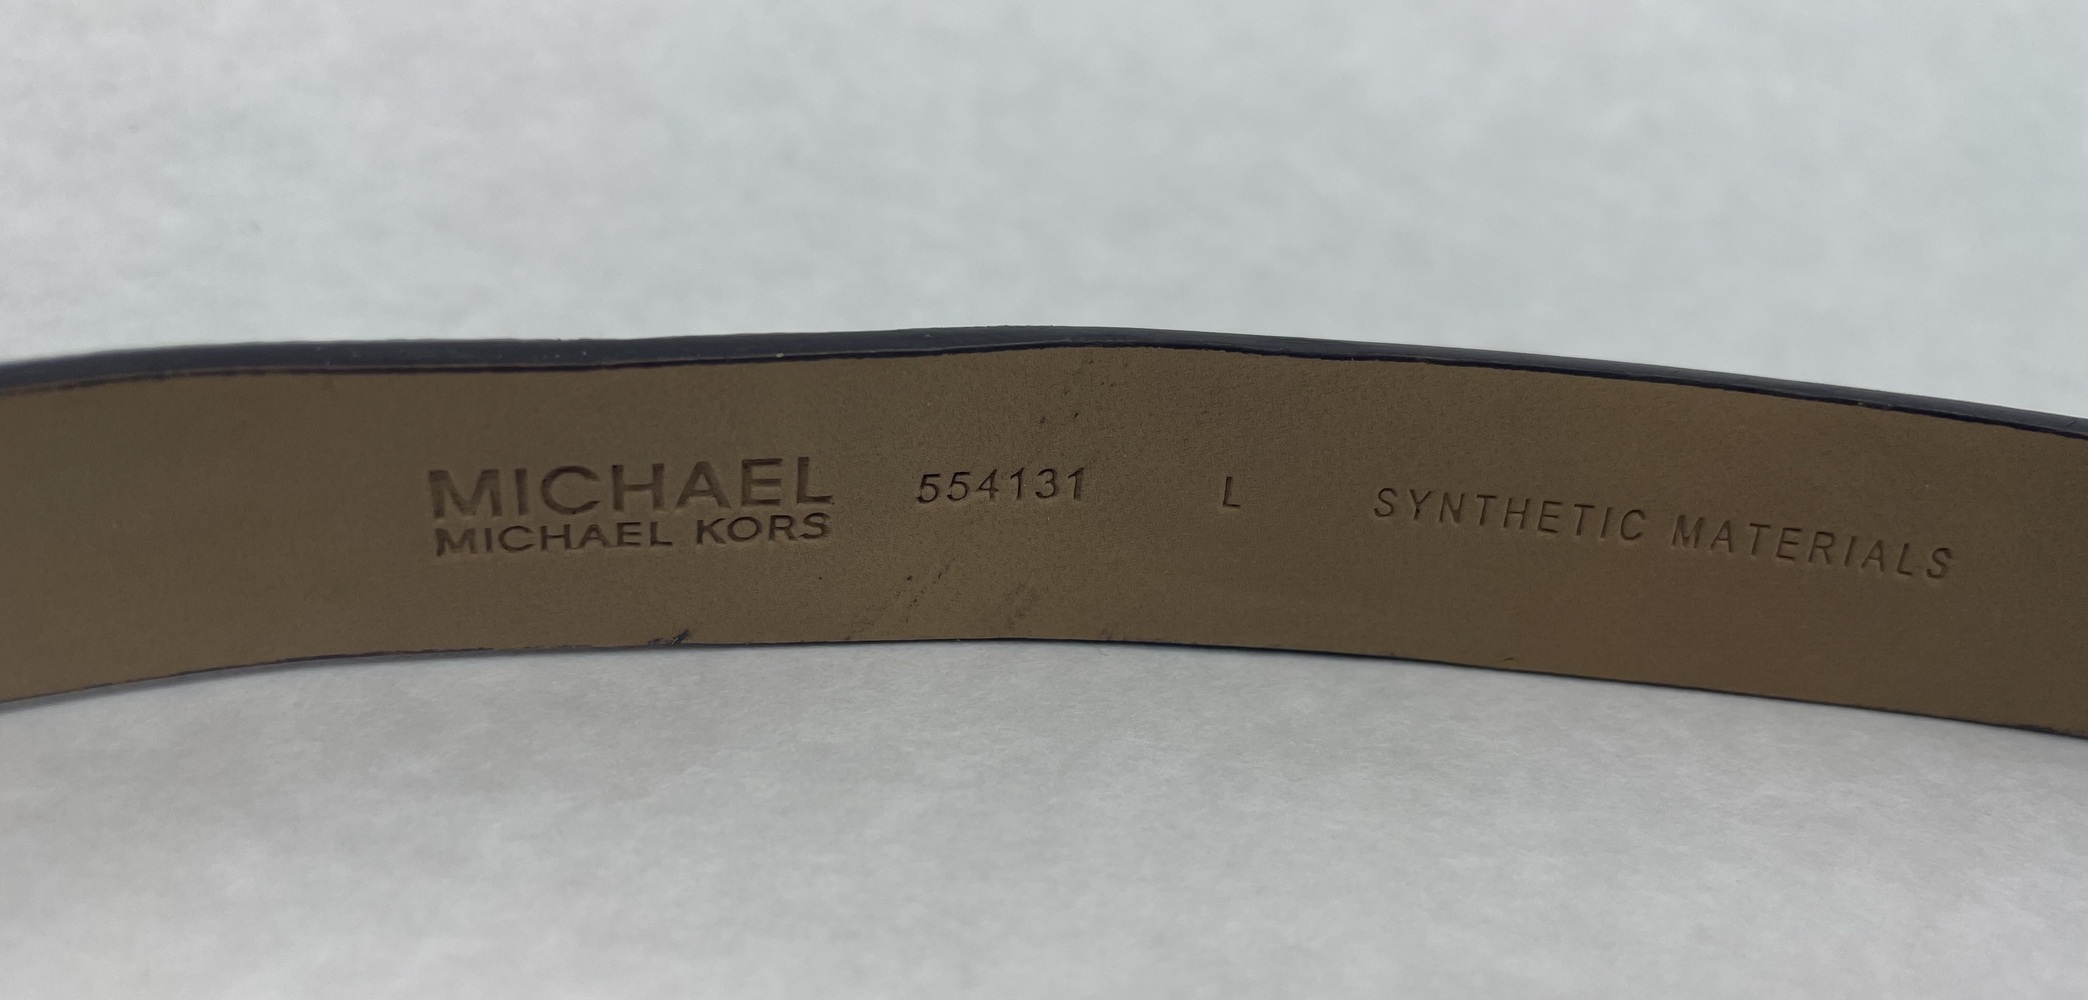 MICHAEL
MICHAEL KORS
554131
L
SYNTHETIC MATERIALS